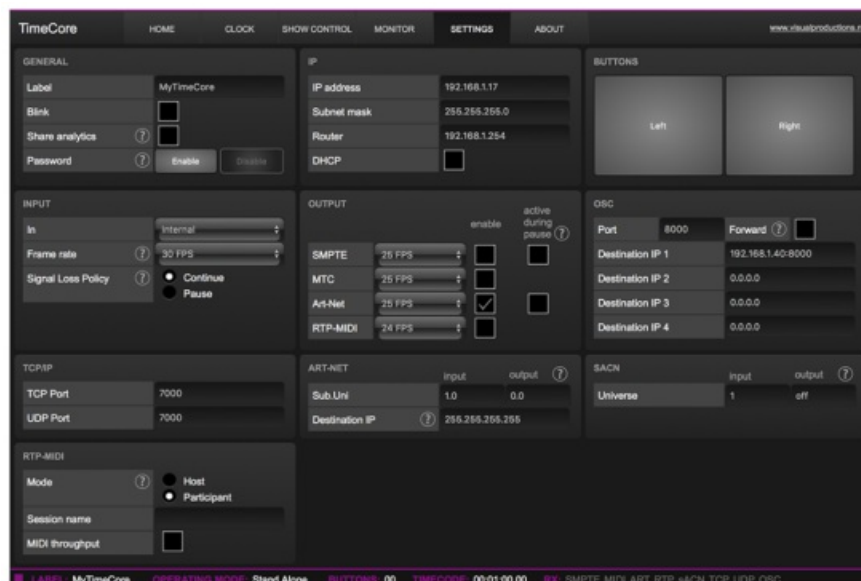 TimeCore HOME CLOCK SHOW CONTROL MONITOR SETTINGS ABOUT
GENERAL
Label MyTimeCore
Blink
Share analytics ?
Password ? Enable Disable
IP
IP address 192.168.1.17
Subnet mask 255.255.255.0
Router 192.168.1.254
DHCP
BUTTONS
Left Right
INPUT
In Internal
Frame rate ? 30 FPS
Signal Loss Policy ? Continue
Pause
OUTPUT
enable active during pause ?
SMPTE 25 FPS
MTC 25 FPS
Art-Net 25 FPS
RTP-MIDI 24 FPS
OSC
Port 8000 Forward ?
Destination IP 1 192.168.1.40:8000
Destination IP 2 0.0.0.0
Destination IP 3 0.0.0.0
Destination IP 4 0.0.0.0
TCP/IP
TCP Port 7000
UDP Port 7000
ART-NET
input output ?
Sub.Uni 1.0 0.0
Destination IP ? 255.255.255.255
SACN
input output ?
Universe 1 off
RTP-MIDI
Mode ? Host
Participant
Session name
MIDI throughput
LABEL: MyTimeCore OPERATING MODE: Stand Alone BUTTONS: 00 TIMECODE: 00:01:00.00 RX: SMPTE MIDI ART RTP sACN TCP UDP OSC